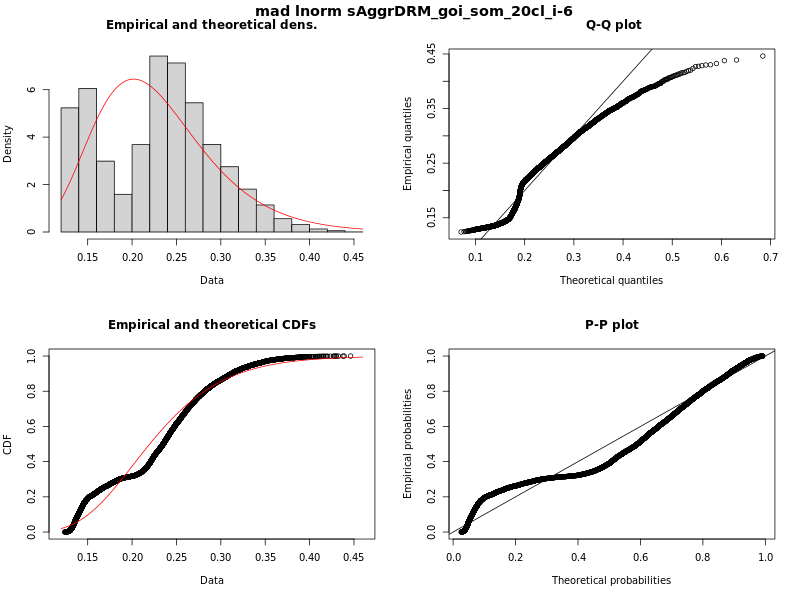 mad lnorm sAggrDRM_goi_som_20cl_i-6
Empirical and theoretical dens.
Density
0 2 4 6
0.15 0.20 0.25 0.30 0.35 0.40 0.45
Data
Q-Q plot
Empirical quantiles
0.15 0.25 0.35 0.45
0.1 0.2 0.3 0.4 0.5 0.6 0.7
Theoretical quantiles
Empirical and theoretical CDFs
CDF
0.0 0.2 0.4 0.6 0.8 1.0
0.15 0.20 0.25 0.30 0.35 0.40 0.45
Data
P-P plot
Empirical probabilities
0.0 0.2 0.4 0.6 0.8 1.0
0.0 0.2 0.4 0.6 0.8 1.0
Theoretical probabilities